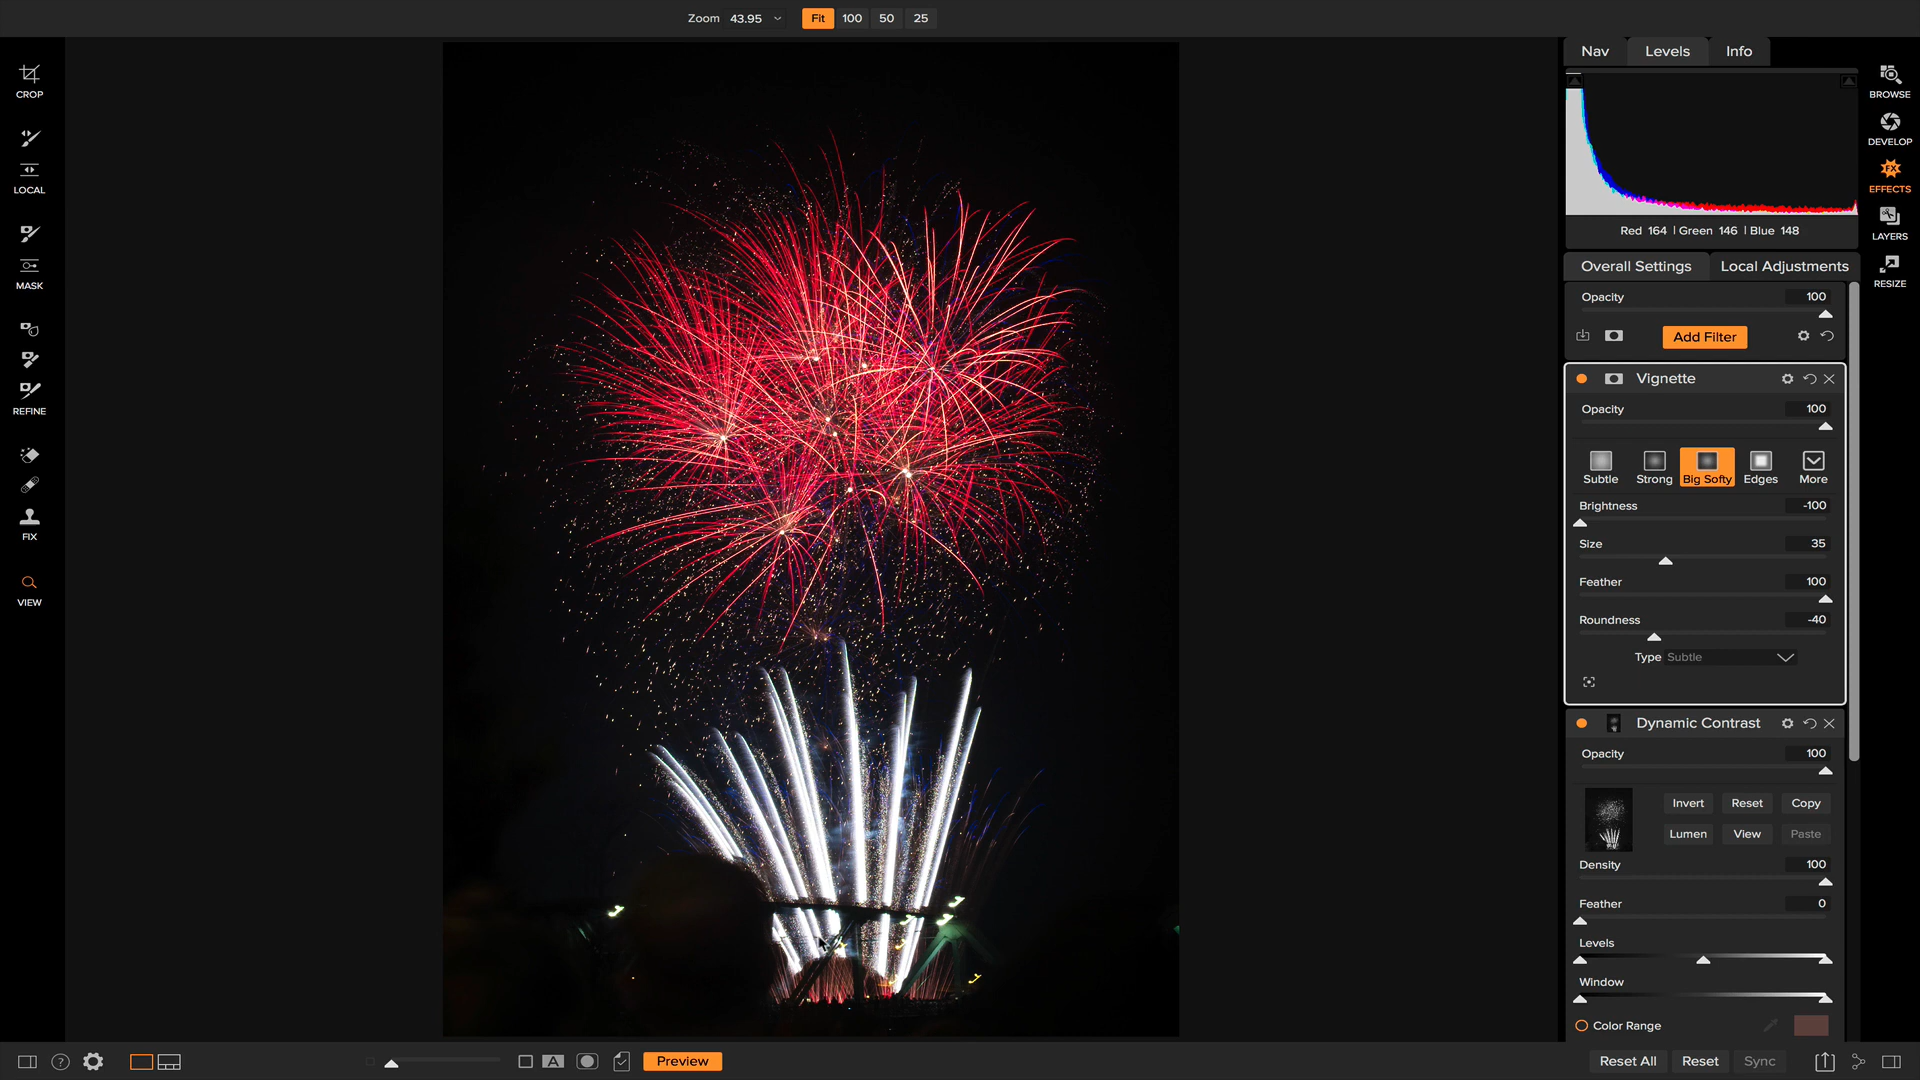 Zoom 43.95 Fit 100 50 25
Nav Levels Info
CROP
LOCAL
MASK
REFINE
FIX
VIEW
BROWSE
DEVELOP
EFFECTS
LAYERS
RESIZE
Red 164 | Green 146 | Blue 148
Overall Settings Local Adjustments
Opacity 100
Add Filter
Vignette
Opacity 100
Subtle Strong Big Softy Edges More
Brightness -100
Size 35
Feather 100
Roundness -40
Type Subtle
Dynamic Contrast
Opacity 100
Invert Reset Copy
Lumen View Paste
Density 100
Feather 0
Levels
Window
Color Range
? A Preview Reset All Reset Sync